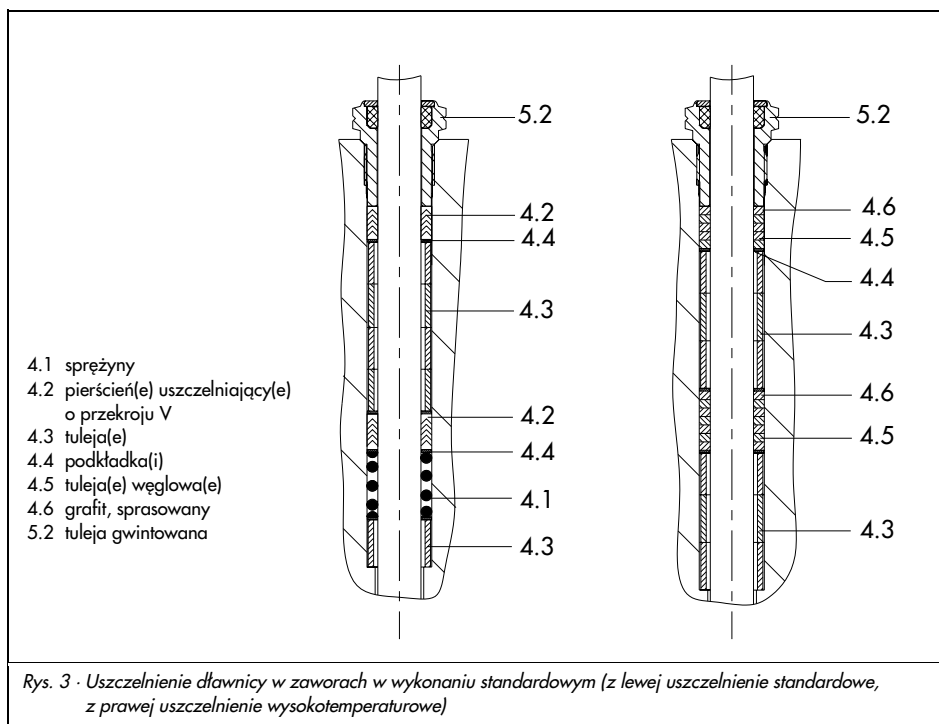 5.2
4.2
4.4
4.3
4.2
4.4
4.1
4.3
5.2
4.6
4.5
4.4
4.3
4.6
4.5
4.3
4.1 sprężyny
4.2 pierścień(e) uszczelniający(e)
o przekroju V
4.3 tuleja(e)
4.4 podkładka(i)
4.5 tuleja(e) węglowa(e)
4.6 grafit, sprasowany
5.2 tuleja gwintowana
Rys. 3 · Uszczelnienie dławnicy w zaworach w wykonaniu standardowym (z lewej uszczelnienie standardowe,
z prawej uszczelnienie wysokotemperaturowe)